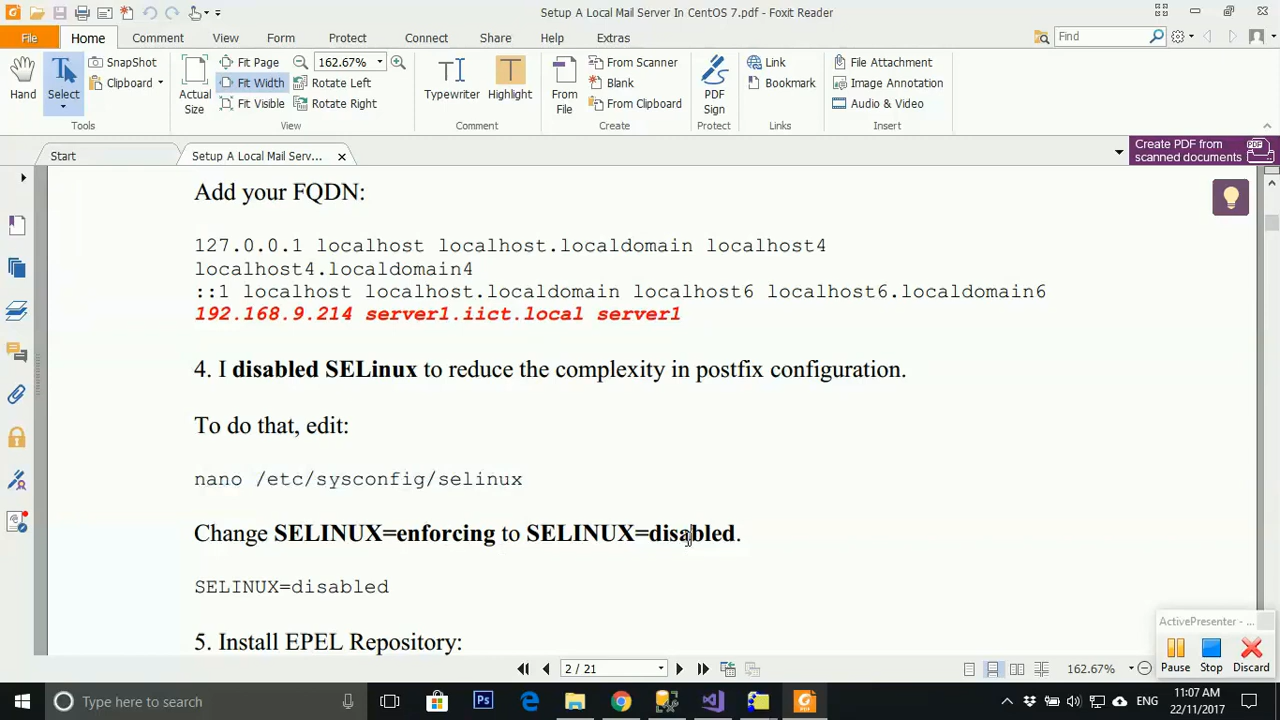 Setup A Local Mail Server In CentOS 7.pdf - Foxit Reader
File Home Comment View Form Protect Connect Share Help Extras Find
Hand
Select
SnapShot
Clipboard
Tools
Actual Size
Fit Page
Fit Width
Fit Visible
162.67%
Rotate Left
Rotate Right
View
Typewriter
Highlight
Comment
From File
From Scanner
Blank
From Clipboard
Create
PDF Sign
Protect
Link
Bookmark
Links
File Attachment
Image Annotation
Audio & Video
Insert
Start
Setup A Local Mail Serv...
Create PDF from
scanned documents
PDF
Add your FQDN:
127.0.0.1 localhost localhost.localdomain localhost4
localhost4.localdomain4
::1 localhost localhost.localdomain localhost6 localhost6.localdomain6
192.168.9.214 server1.iict.local server1
4. I disabled SELinux to reduce the complexity in postfix configuration.
To do that, edit:
nano /etc/sysconfig/selinux
Change SELINUX=enforcing to SELINUX=disabled.
SELINUX=disabled
5. Install EPEL Repository:
ActivePresenter - ...
Pause Stop Discard
2 / 21
162.67%
Type here to search
Ps
ENG
11:07 AM
22/11/2017